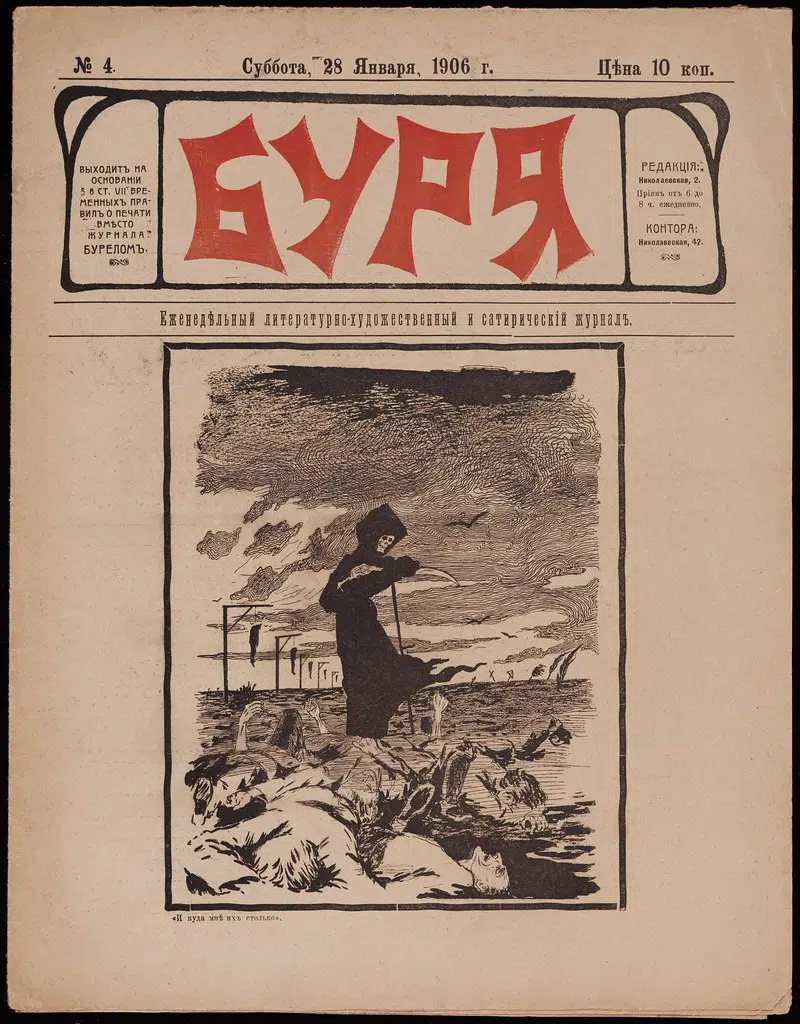 № 4.
Суббота, 28 Января, 1906 г.
Цѣна 10 коп.
ВЫХОДИТЪ НА
ОСНОВАНІИ
§ 6 СТ. VII ВРЕ-
МЕННЫХЪ ПРА-
ВИЛЪ О ПЕЧАТИ
ВМѢСТО
ЖУРНАЛА
БУРЕЛОМЪ.
БУРЯ
РЕДАКЦІЯ:
Николаевская, 2.
Пріемъ отъ 6 до
8 ч. ежедневно.
КОНТОРА:
Николаевская, 42.
Еженедѣльный литературно-художественный и сатирическій журналъ.
«И куда мнѣ ихъ столько».